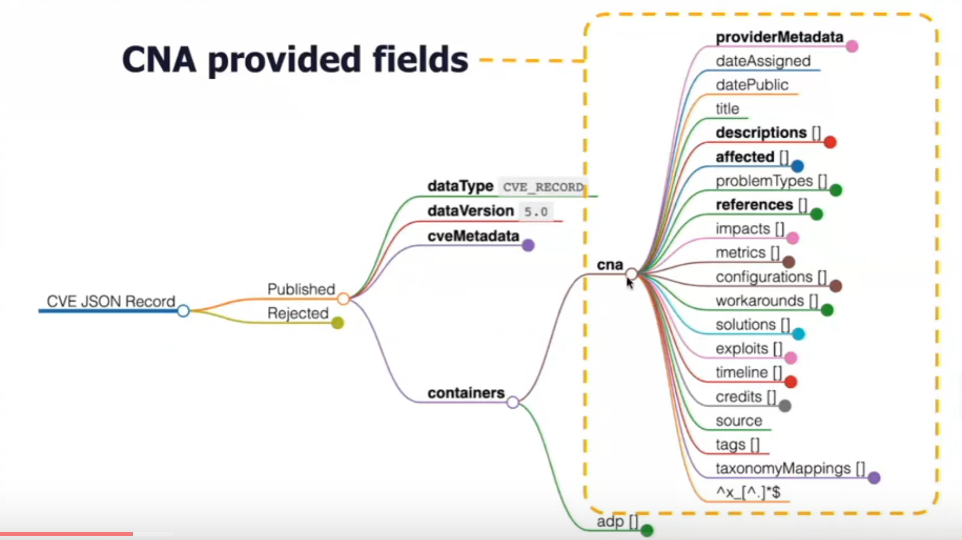 CNA provided fields
CVE JSON Record
Published
Rejected
dataType CVE_RECORD
dataVersion 5.0
cveMetadata
containers
cna
providerMetadata
dateAssigned
datePublic
title
descriptions []
affected []
problemTypes []
references []
impacts []
metrics []
configurations []
workarounds []
solutions []
exploits []
timeline []
credits []
source
tags []
taxonomyMappings []
^x_[^.]*$
adp []